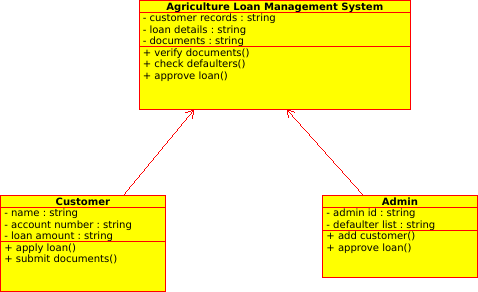 Agriculture Loan Management System
- customer records : string
- loan details : string
- documents : string
+ verify documents()
+ check defaulters()
+ approve loan()
Customer
- name : string
- account number : string
- loan amount : string
+ apply loan()
+ submit documents()
Admin
- admin id : string
- defaulter list : string
+ add customer()
+ approve loan()